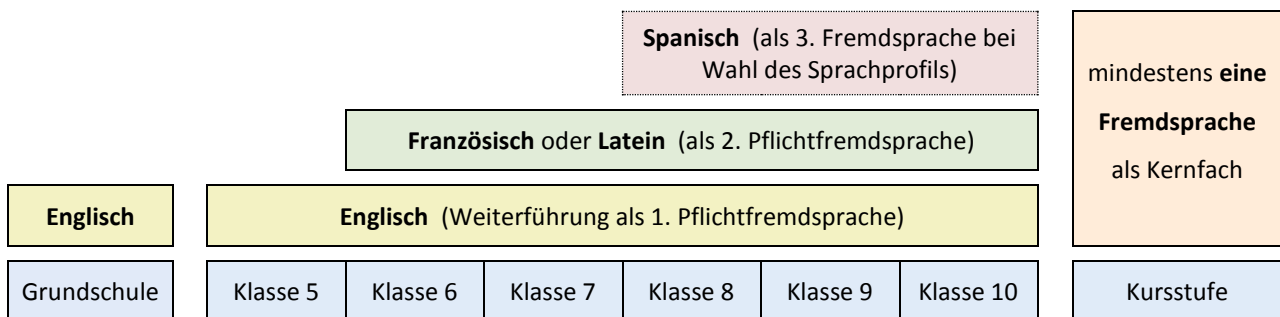 Spanisch (als 3. Fremdsprache bei
Wahl des Sprachprofils)
mindestens eine
Fremdsprache
als Kernfach
Französisch oder Latein (als 2. Pflichtfremdsprache)
Englisch
Englisch (Weiterführung als 1. Pflichtfremdsprache)
Grundschule
Klasse 5
Klasse 6
Klasse 7
Klasse 8
Klasse 9
Klasse 10
Kursstufe